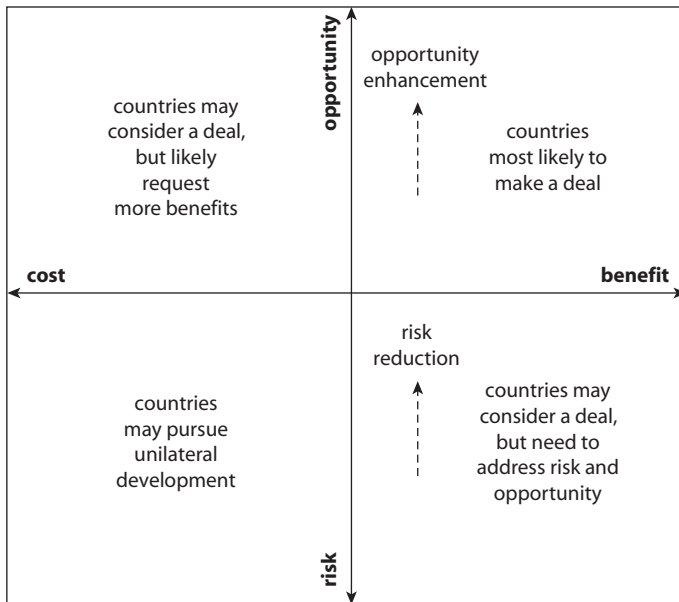 opportunity
opportunity
enhancement
countries may
consider a deal,
but likely
request
more benefits
countries
most likely to
make a deal
cost
benefit
risk
reduction
countries
may pursue
unilateral
development
countries may
consider a deal,
but need to
address risk and
opportunity
risk